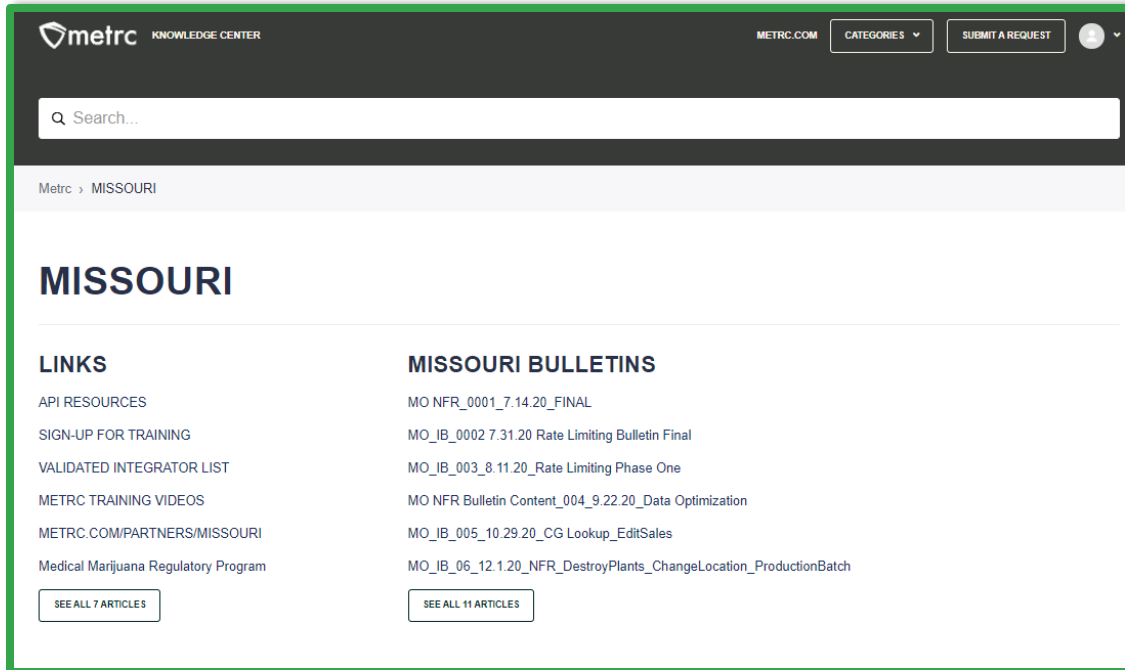 metrc KNOWLEDGE CENTER
METRC.COM
CATEGORIES
SUBMIT A REQUEST
Search...
Metrc › MISSOURI
MISSOURI
LINKS
API RESOURCES
SIGN-UP FOR TRAINING
VALIDATED INTEGRATOR LIST
METRC TRAINING VIDEOS
METRC.COM/PARTNERS/MISSOURI
Medical Marijuana Regulatory Program
SEE ALL 7 ARTICLES
MISSOURI BULLETINS
MO NFR_0001_7.14.20_FINAL
MO_IB_0002 7.31.20 Rate Limiting Bulletin Final
MO_IB_003_8.11.20_Rate Limiting Phase One
MO NFR Bulletin Content_004_9.22.20_Data Optimization
MO_IB_005_10.29.20_CG Lookup_EditSales
MO_IB_06_12.1.20_NFR_DestroyPlants_ChangeLocation_ProductionBatch
SEE ALL 11 ARTICLES